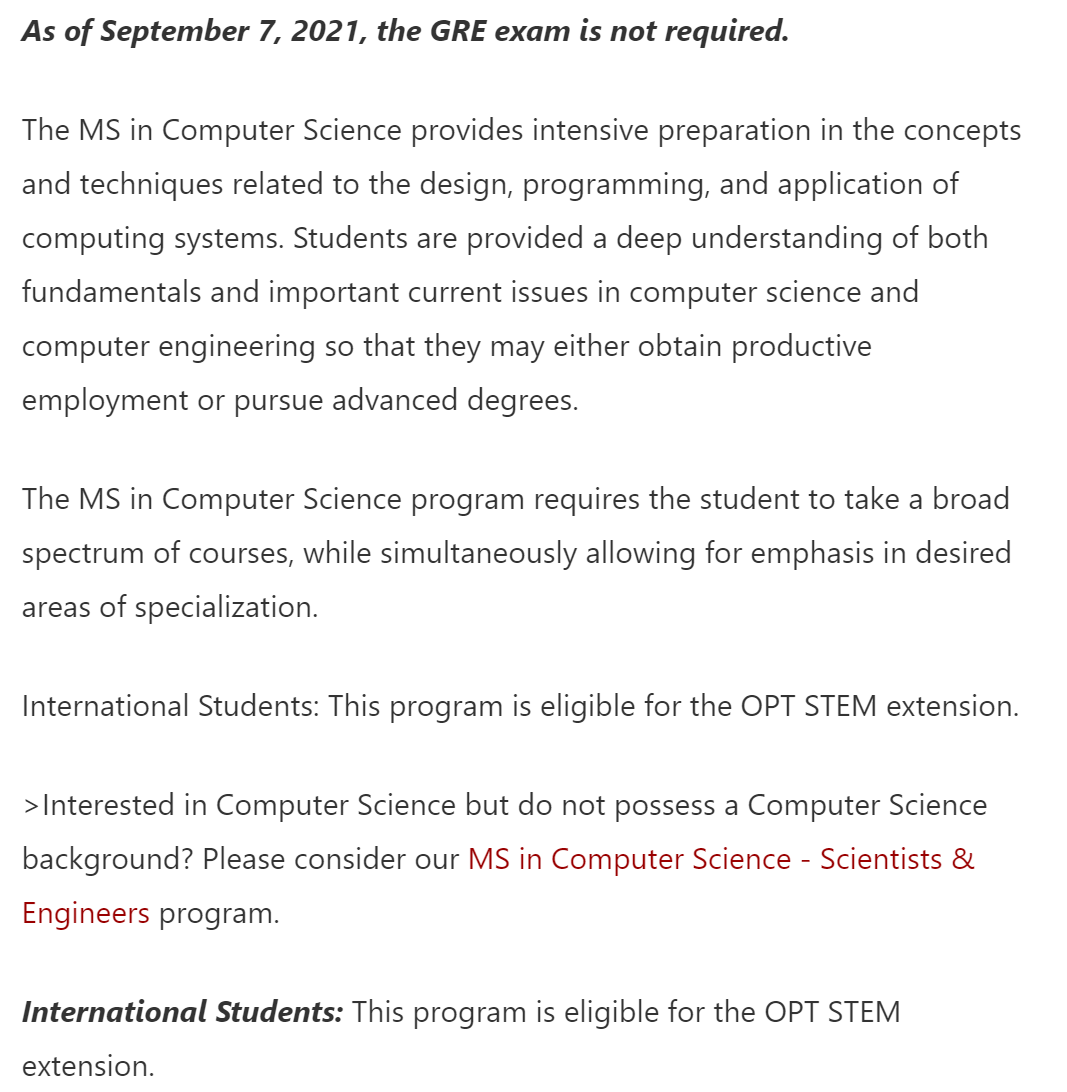 As of September 7, 2021, the GRE exam is not required.
The MS in Computer Science provides intensive preparation in the concepts
and techniques related to the design, programming, and application of
computing systems. Students are provided a deep understanding of both
fundamentals and important current issues in computer science and
computer engineering so that they may either obtain productive
employment or pursue advanced degrees.
The MS in Computer Science program requires the student to take a broad
spectrum of courses, while simultaneously allowing for emphasis in desired
areas of specialization.
International Students: This program is eligible for the OPT STEM extension.
>Interested in Computer Science but do not possess a Computer Science
background? Please consider our MS in Computer Science - Scientists &
Engineers program.
International Students: This program is eligible for the OPT STEM
extension.